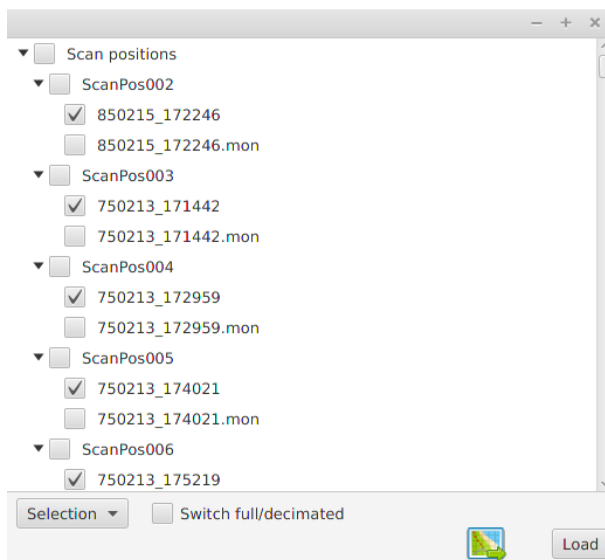 Scan positions
ScanPos002
850215_172246
850215_172246.mon
ScanPos003
750213_171442
750213_171442.mon
ScanPos004
750213_172959
750213_172959.mon
ScanPos005
750213_174021
750213_174021.mon
ScanPos006
750213_175219
Selection
Switch full/decimated
Load